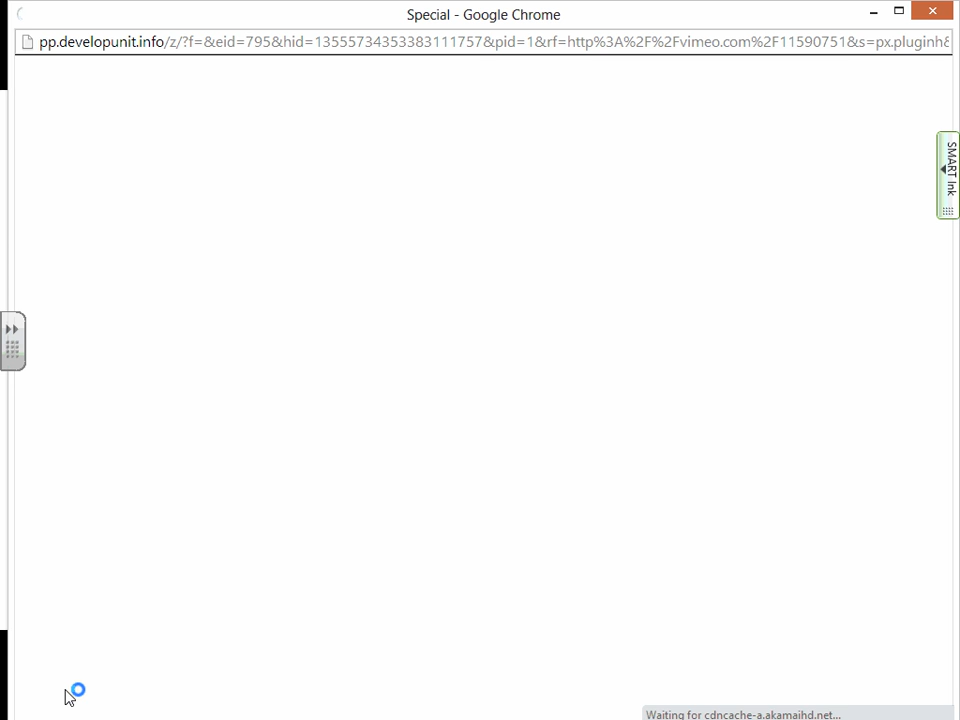 Special - Google Chrome
pp.developunit.info/z/?f=&eid=795&hid=13555734353383111757&pid=1&rf=http%3A%2F%2Fvimeo.com%2F11590751&s=px.pluginh&
SMART Ink
Waiting for cdncache-a.akamaihd.net...